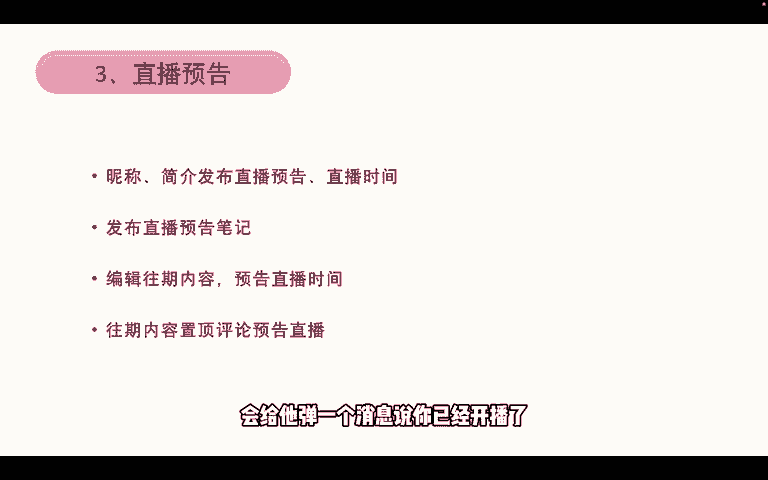 3、直播预告
• 昵称、简介发布直播预告、直播时间
• 发布直播预告笔记
• 编辑往期内容，预告直播时间
• 往期内容置顶评论预告直播
会给他弹一个消息说你已经开播了